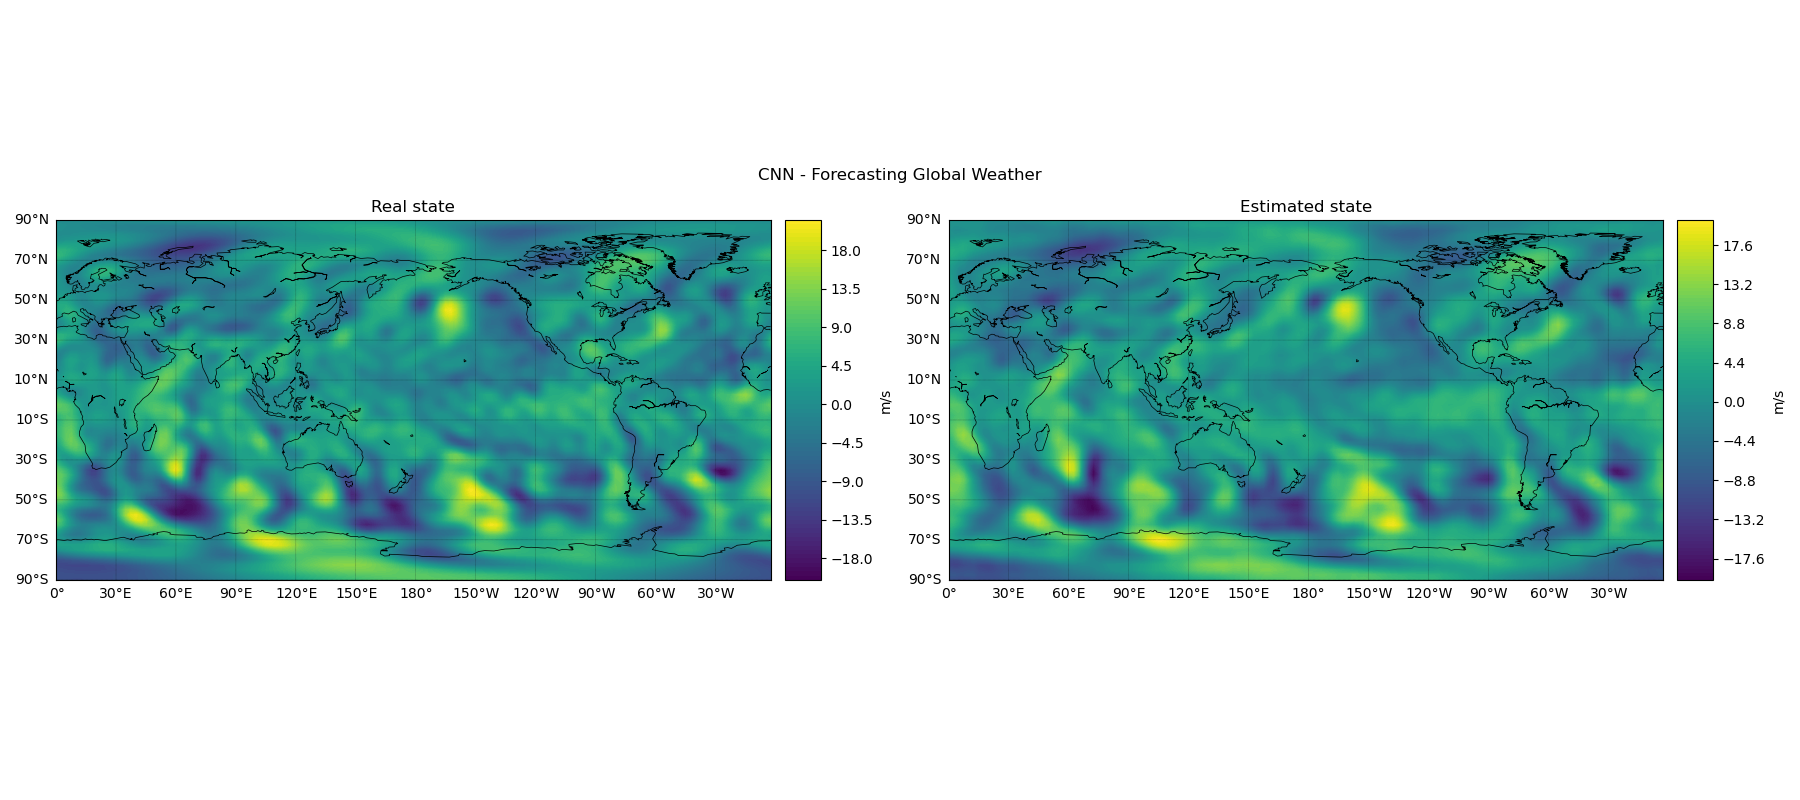 CNN - Forecasting Global Weather
Real state
90°N
70°N
50°N
30°N
10°N
10°S
30°S
50°S
70°S
90°S
0° 30°E 60°E 90°E 120°E 150°E 180° 150°W 120°W 90°W 60°W 30°W
18.0
13.5
9.0
4.5
0.0
−4.5
−9.0
−13.5
−18.0
m/s
Estimated state
90°N
70°N
50°N
30°N
10°N
10°S
30°S
50°S
70°S
90°S
0° 30°E 60°E 90°E 120°E 150°E 180° 150°W 120°W 90°W 60°W 30°W
17.6
13.2
8.8
4.4
0.0
−4.4
−8.8
−13.2
−17.6
m/s